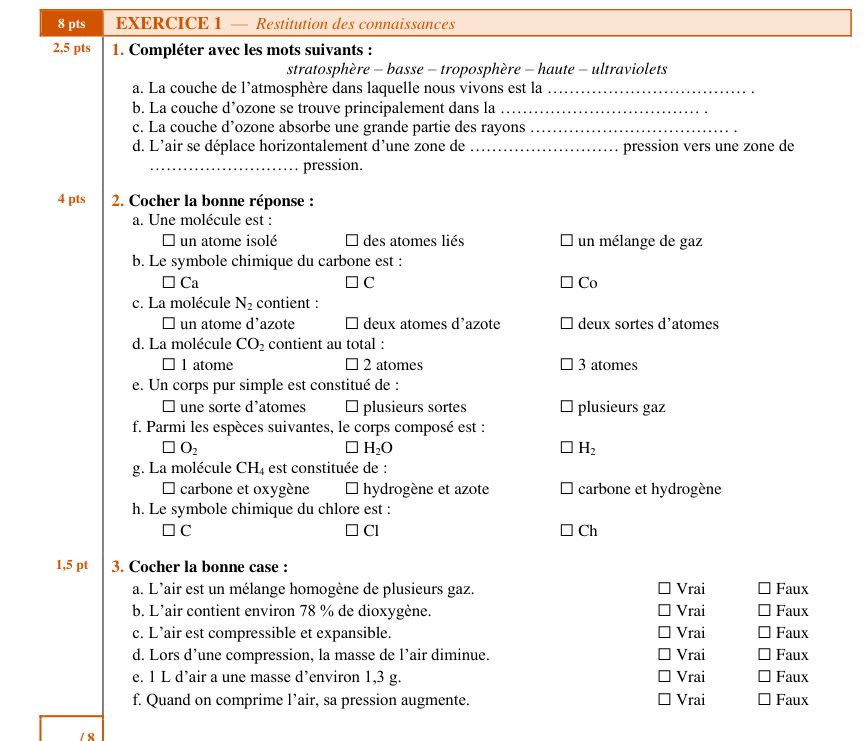 8 pts EXERCICE 1 — Restitution des connaissances
2,5 pts 1. Compléter avec les mots suivants :
stratosphère – basse – troposphère – haute – ultraviolets
a. La couche de l’atmosphère dans laquelle nous vivons est la ……………………………… .
b. La couche d’ozone se trouve principalement dans la ……………………………… .
c. La couche d’ozone absorbe une grande partie des rayons ……………………………… .
d. L’air se déplace horizontalement d’une zone de ……………………… pression vers une zone de
……………………… pression.
4 pts 2. Cocher la bonne réponse :
a. Une molécule est :
☐ un atome isolé ☐ des atomes liés ☐ un mélange de gaz
b. Le symbole chimique du carbone est :
☐ Ca ☐ C ☐ Co
c. La molécule N₂ contient :
☐ un atome d’azote ☐ deux atomes d’azote ☐ deux sortes d’atomes
d. La molécule CO₂ contient au total :
☐ 1 atome ☐ 2 atomes ☐ 3 atomes
e. Un corps pur simple est constitué de :
☐ une sorte d’atomes ☐ plusieurs sortes ☐ plusieurs gaz
f. Parmi les espèces suivantes, le corps composé est :
☐ O₂ ☐ H₂O ☐ H₂
g. La molécule CH₄ est constituée de :
☐ carbone et oxygène ☐ hydrogène et azote ☐ carbone et hydrogène
h. Le symbole chimique du chlore est :
☐ C ☐ Cl ☐ Ch
1,5 pt 3. Cocher la bonne case :
a. L’air est un mélange homogène de plusieurs gaz. ☐ Vrai ☐ Faux
b. L’air contient environ 78 % de dioxygène. ☐ Vrai ☐ Faux
c. L’air est compressible et expansible. ☐ Vrai ☐ Faux
d. Lors d’une compression, la masse de l’air diminue. ☐ Vrai ☐ Faux
e. 1 L d’air a une masse d’environ 1,3 g. ☐ Vrai ☐ Faux
f. Quand on comprime l’air, sa pression augmente. ☐ Vrai ☐ Faux
/ 8